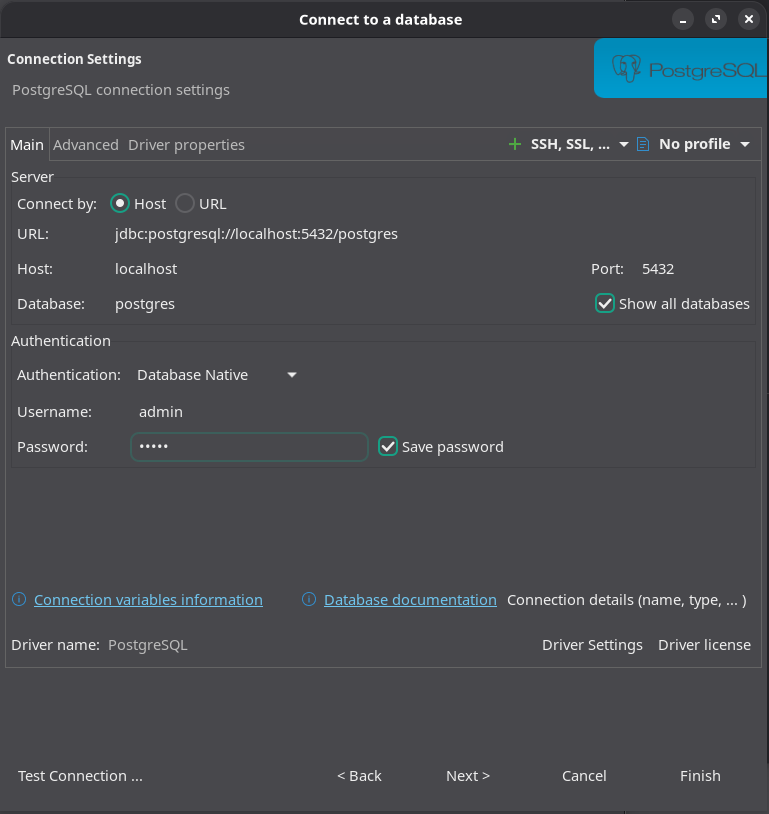 Connect to a database
Connection Settings
PostgreSQL connection settings
PostgreSQL
Main Advanced Driver properties SSH, SSL, ... No profile
Server
Connect by: Host URL
URL: jdbc:postgresql://localhost:5432/postgres
Host: localhost Port: 5432
Database: postgres Show all databases
Authentication
Authentication: Database Native
Username: admin
Password: ••••• Save password
Connection variables information Database documentation Connection details (name, type, ... )
Driver name: PostgreSQL Driver Settings Driver license
Test Connection ... < Back Next > Cancel Finish